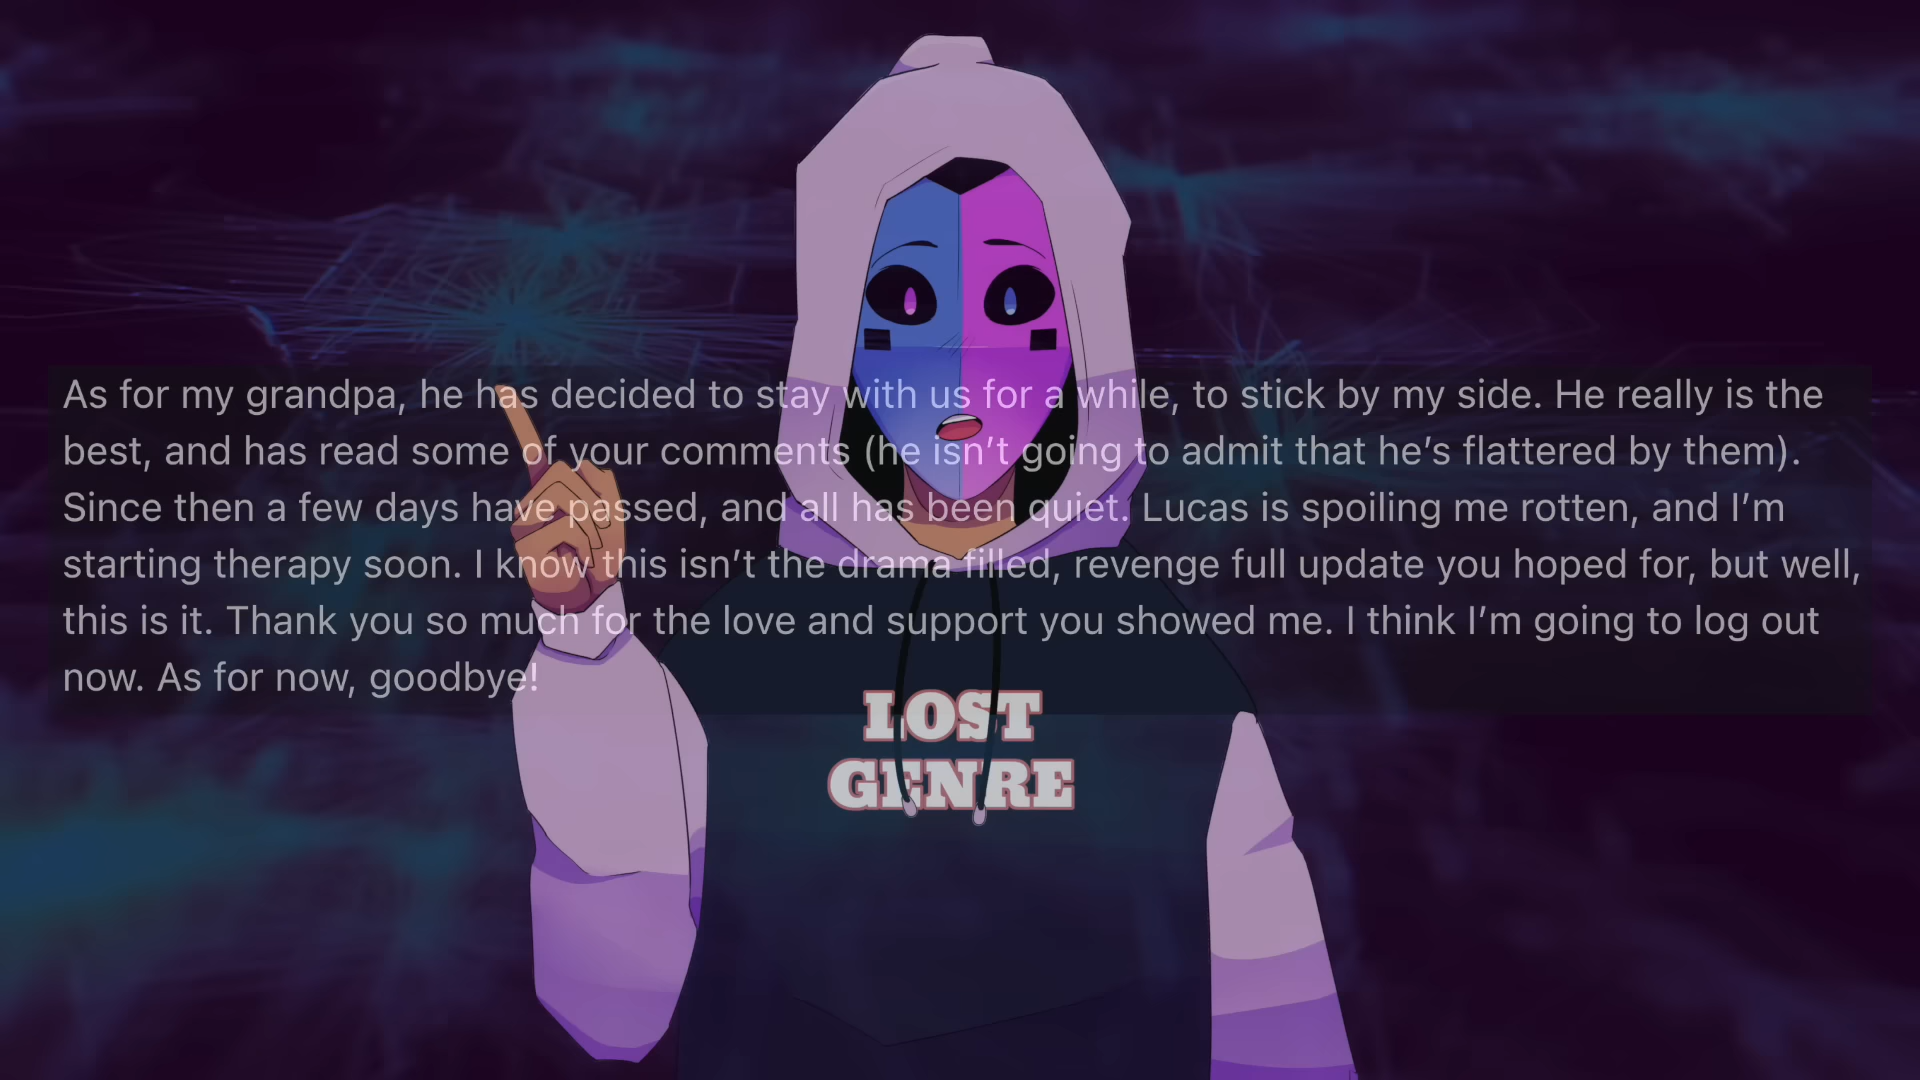 As for my grandpa, he has decided to stay with us for a while, to stick by my side. He really is the
best, and has read some of your comments (he isn’t going to admit that he’s flattered by them).
Since then a few days have passed, and all has been quiet. Lucas is spoiling me rotten, and I’m
starting therapy soon. I know this isn’t the drama filled, revenge full update you hoped for, but well,
this is it. Thank you so much for the love and support you showed me. I think I’m going to log out
now. As for now, goodbye!
LOST
GENRE